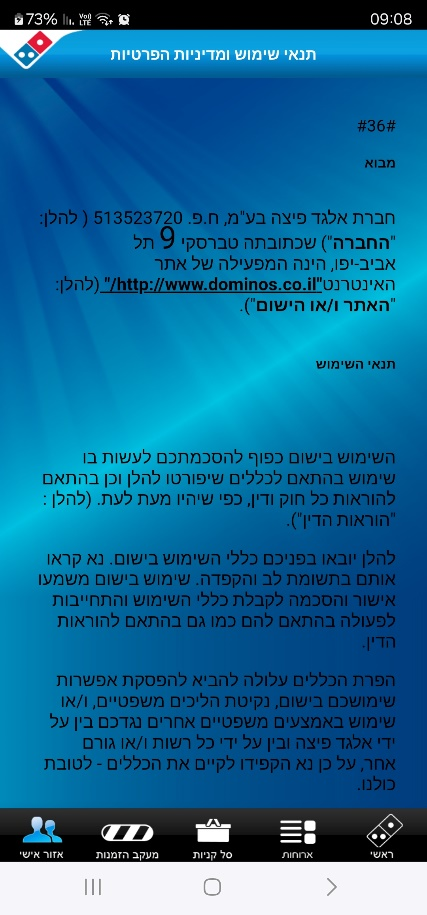 73%
09:08
תנאי שימוש ומדיניות הפרטיות
#36#
מבוא
חברת אלגד פיצה בע"מ, ח.פ. 513523720 ( להלן:
"החברה") שכתובתה טברסקי 9 תל
אביב-יפו, הינה המפעילה של אתר
האינטרנט"http://www.dominos.co.il/" (להלן:
"האתר ו/או הישום").
תנאי השימוש
השימוש בישום כפוף להסכמתכם לעשות בו
שימוש בהתאם לכללים שיפורטו להלן וכן בהתאם
להוראות כל חוק ודין, כפי שיהיו מעת לעת. (להלן :
"הוראות הדין").
להלן יובאו בפניכם כללי השימוש בישום. נא קראו
אותם בתשומת לב והקפדה. שימוש בישום משמעו
אישור והסכמה לקבלת כללי השימוש והתחייבות
לפעולה בהתאם להם כמו גם בהתאם להוראות
הדין.
הפרת הכללים עלולה להביא להפסקת אפשרות
שימושכם בישום, נקיטת הליכים משפטיים, ו/או
שימוש באמצעים משפטיים אחרים נגדכם בין על
ידי אלגד פיצה ובין על ידי כל רשות ו/או גורם
אחר, על כן נא הקפידו לקיים את הכללים - לטובת
כולנו.
ראשי
ארוחות
סל קניות
מעקב הזמנות
אזור אישי